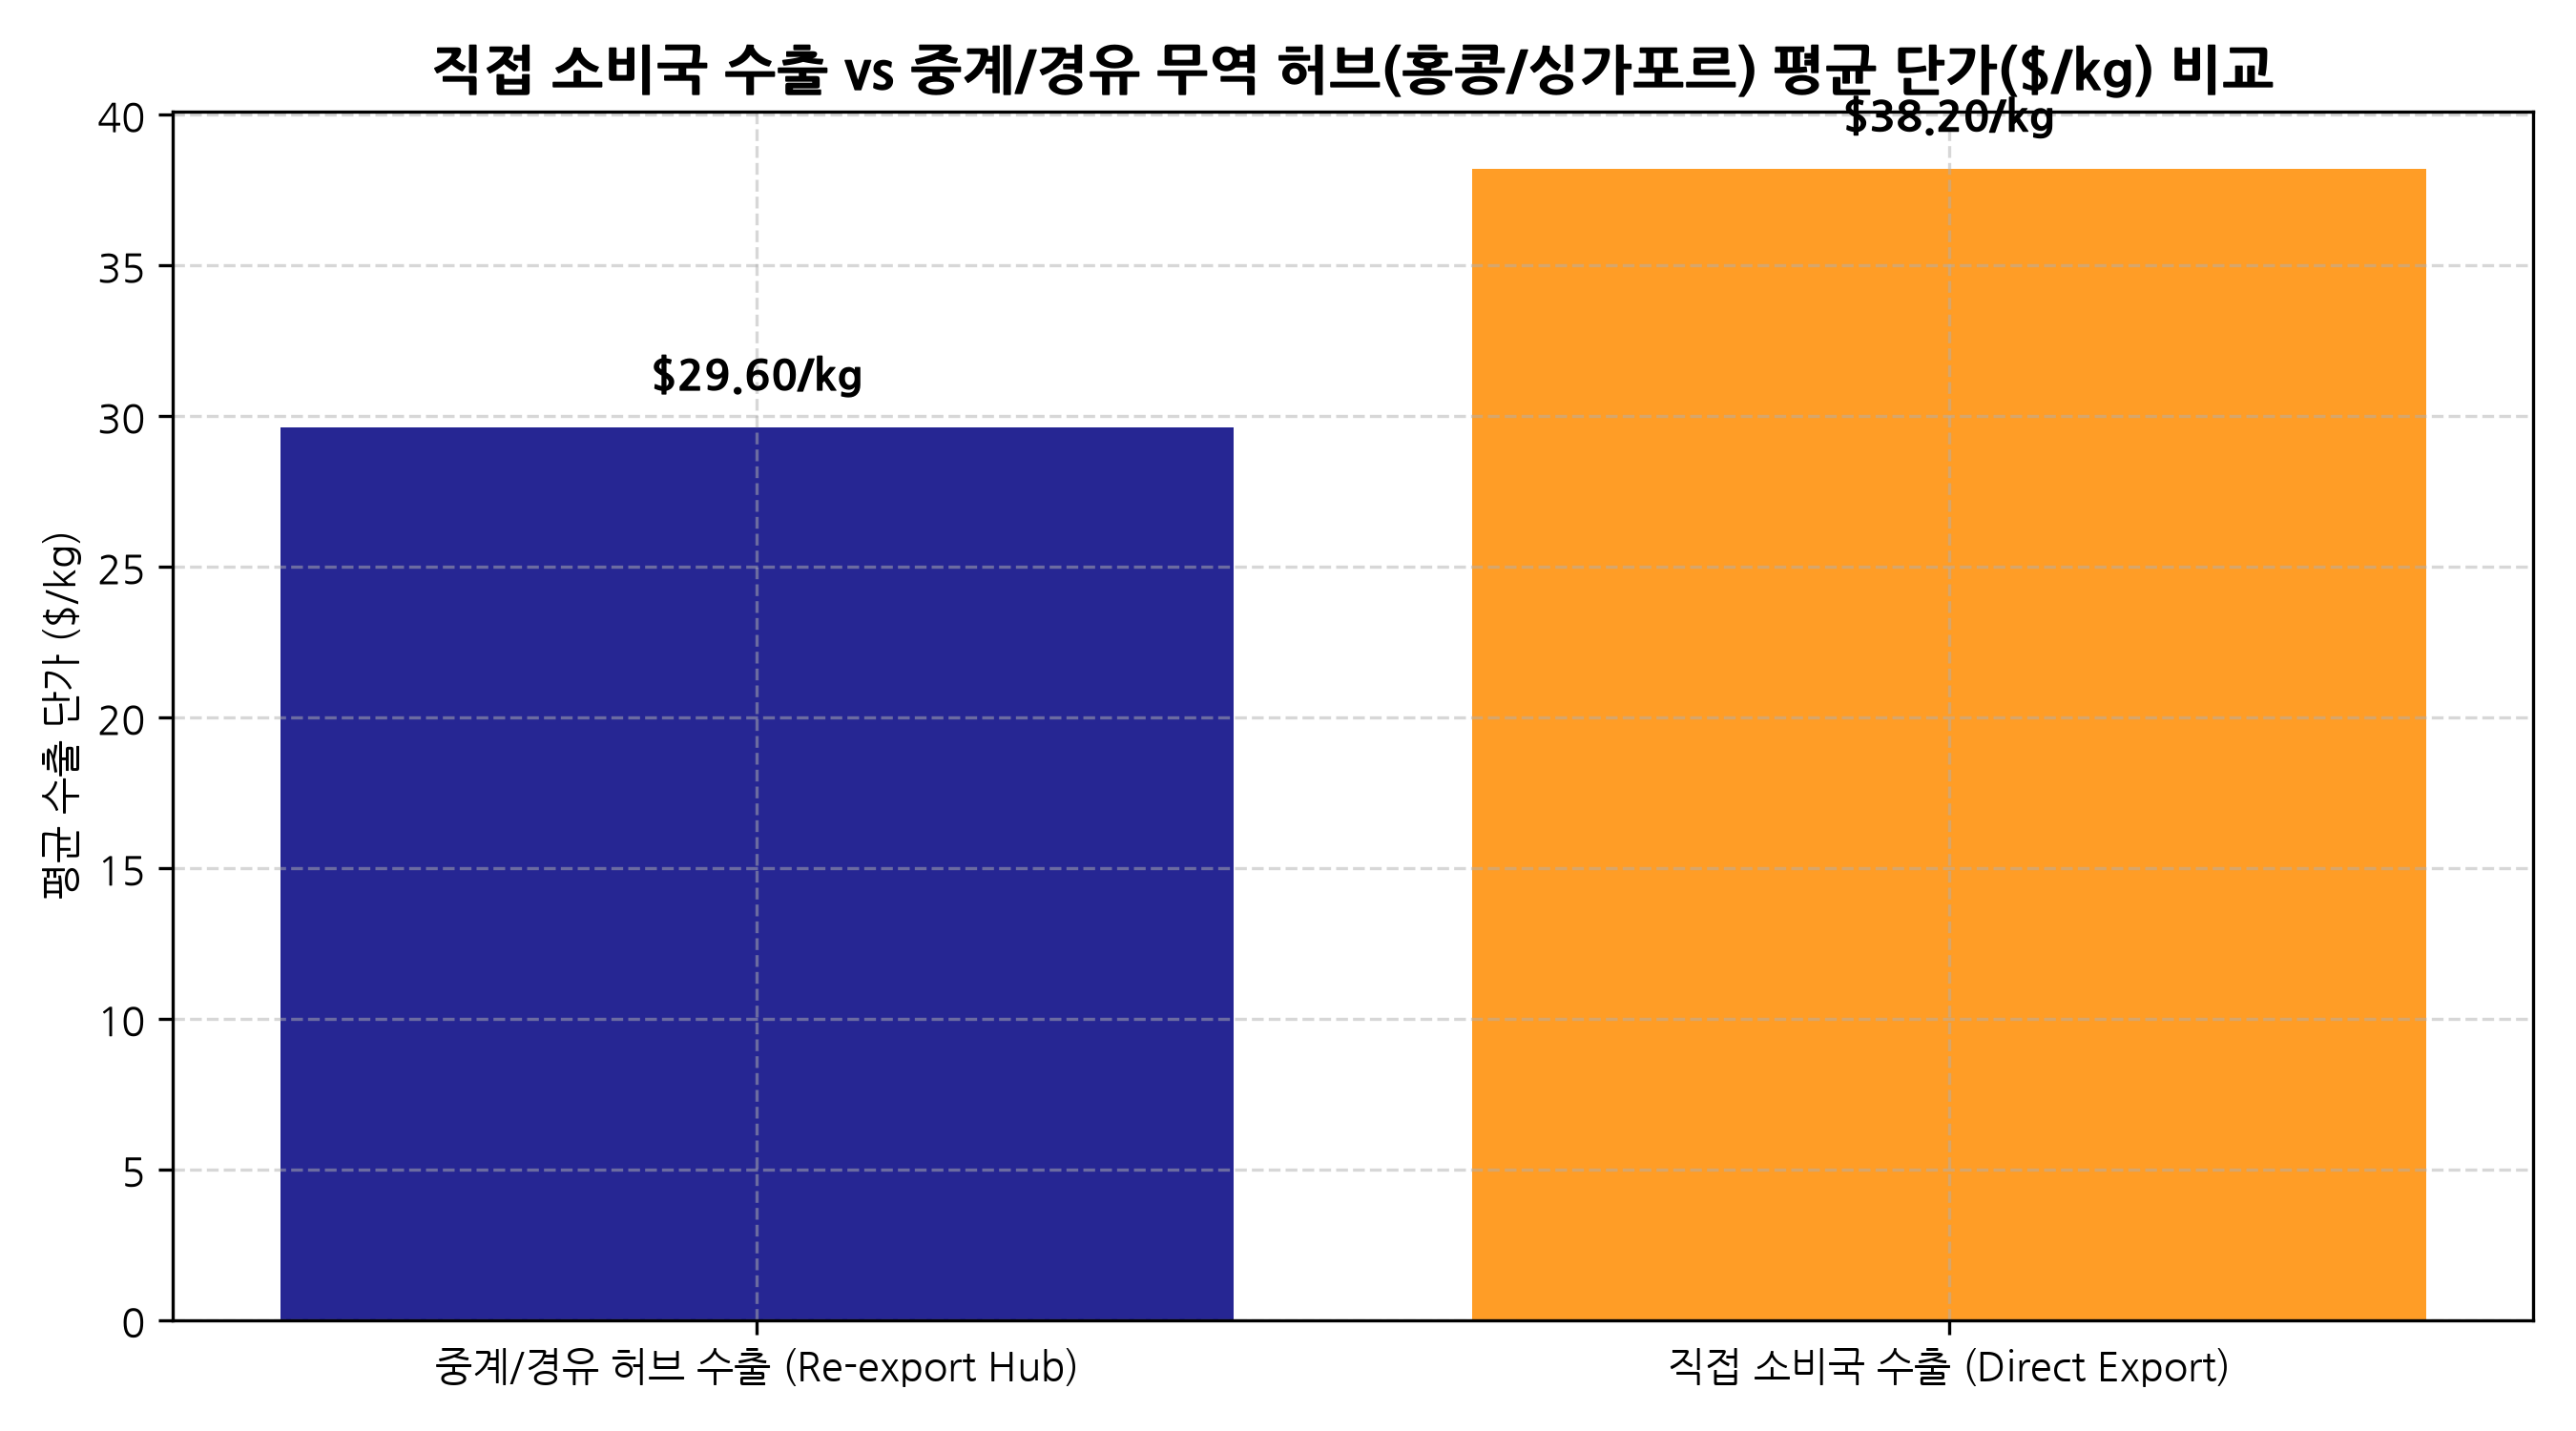 직접 소비국 수출 vs 중계/경유 무역 허브(홍콩/싱가포르) 평균 단가($/kg) 비교
$38.20/kg
$29.60/kg
평균 수출 단가 ($/kg)
40
35
30
25
20
15
10
5
0
중계/경유 허브 수출 (Re-export Hub)
직접 소비국 수출 (Direct Export)